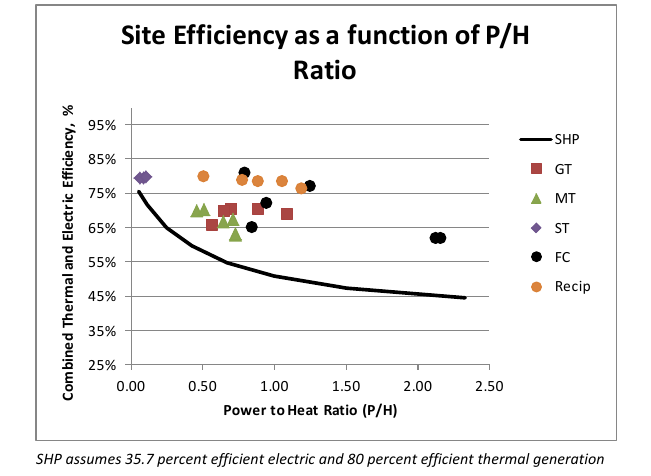 Site Efficiency as a function of P/H
Ratio
Combined Thermal and Electric Efficiency, %
95%
85%
75%
65%
55%
45%
35%
25%
0.00 0.50 1.00 1.50 2.00 2.50
Power to Heat Ratio (P/H)
SHP
GT
MT
ST
FC
Recip
SHP assumes 35.7 percent efficient electric and 80 percent efficient thermal generation